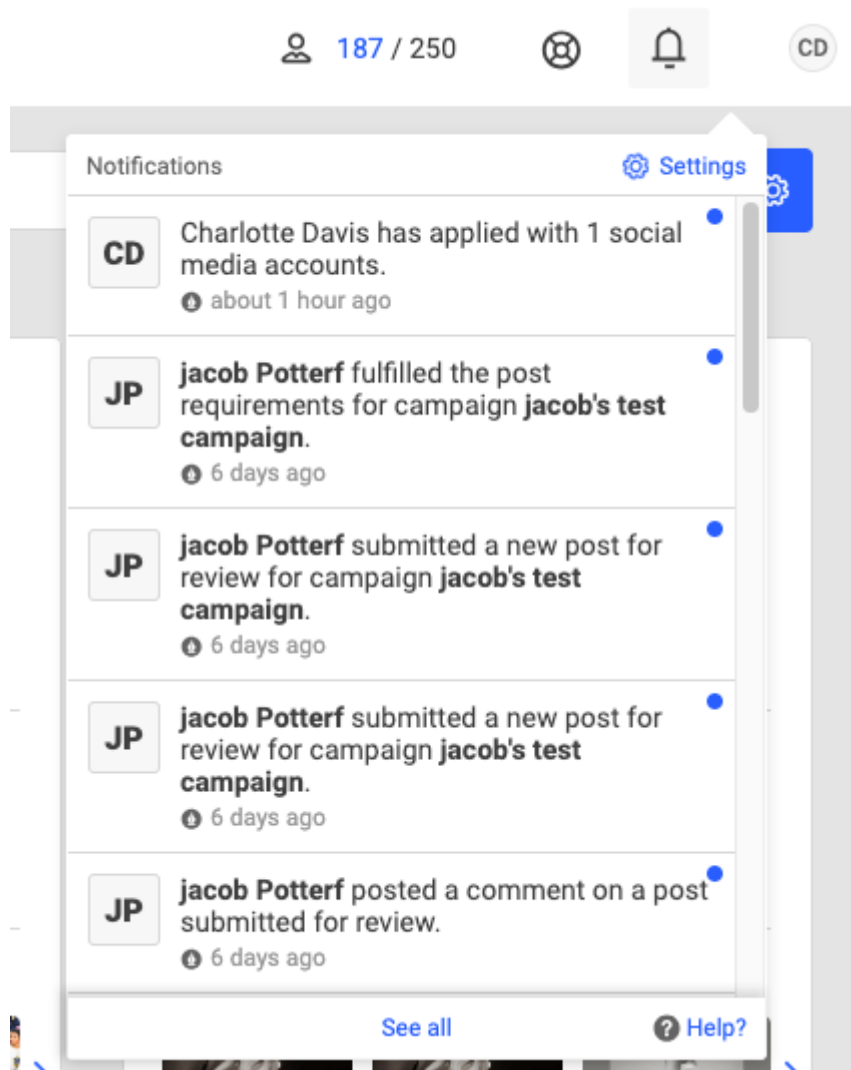 187 / 250
CD
Notifications
Settings
CD
Charlotte Davis has applied with 1 social
media accounts.
about 1 hour ago
JP
jacob Potterf fulfilled the post
requirements for campaign jacob's test
campaign.
6 days ago
JP
jacob Potterf submitted a new post for
review for campaign jacob's test
campaign.
6 days ago
JP
jacob Potterf submitted a new post for
review for campaign jacob's test
campaign.
6 days ago
JP
jacob Potterf posted a comment on a post
submitted for review.
6 days ago
See all
Help?